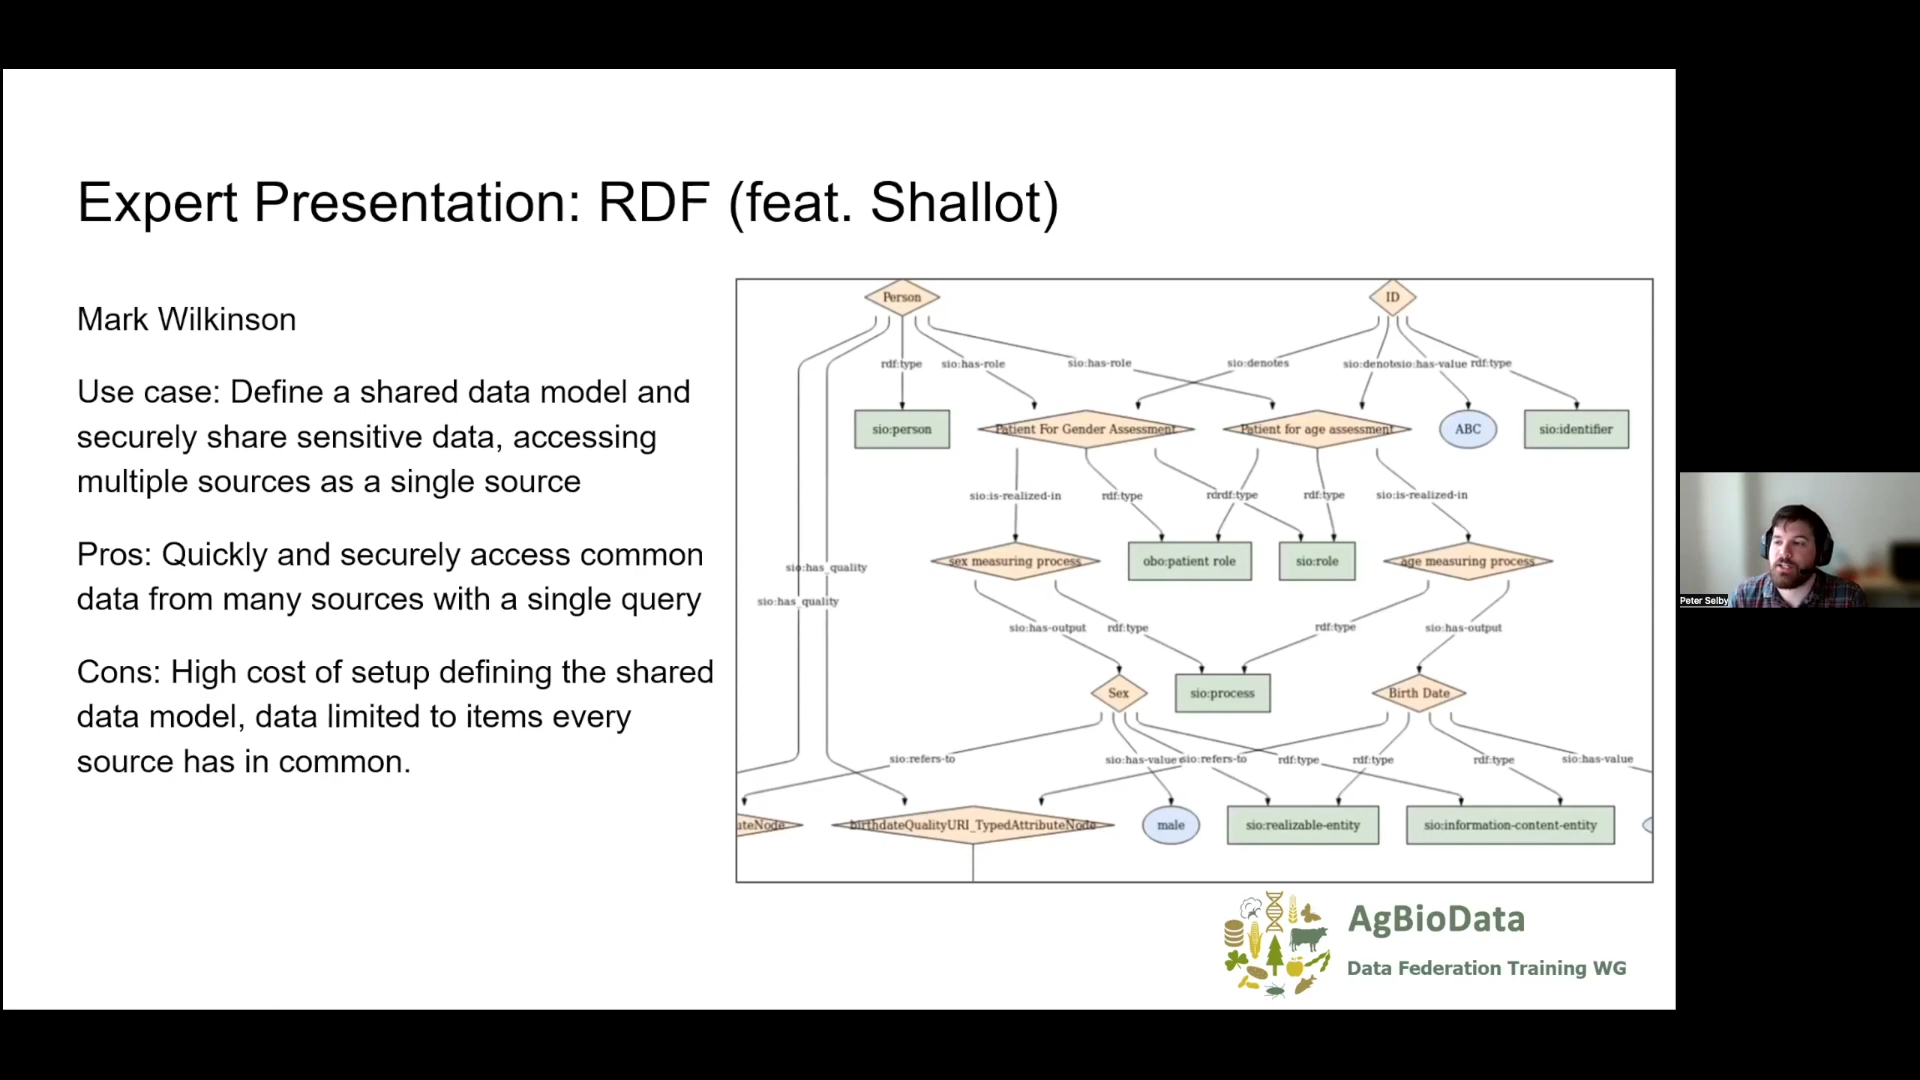 Expert Presentation: RDF (feat. Shallot)
Mark Wilkinson
Use case: Define a shared data model and
securely share sensitive data, accessing
multiple sources as a single source
Pros: Quickly and securely access common
data from many sources with a single query
Cons: High cost of setup defining the shared
data model, data limited to items every
source has in common.
Person
ID
rdf:type
sio:has-role
sio:has-role
sio:denotes
sio:denotes
sio:has-value
rdf:type
sio:person
Patient For Gender Assessment
Patient for age assessment
ABC
sio:identifier
sio:is-realized-in
rdf:type
rdf:type
rdf:type
sio:is-realized-in
sio:has_quality
sio:has_quality
sex measuring process
obo:patient role
sio:role
age measuring process
sio:has-output
rdf:type
rdf:type
sio:has-output
Sex
sio:process
Birth Date
sio:refers-to
sio:has-value
sio:refers-to
rdf:type
rdf:type
rdf:type
sio:has-value
uteNode
birthdateQualityURI_TypedAttributeNode
male
sio:realizable-entity
sio:information-content-entity
AgBioData
Data Federation Training WG
Peter Selby